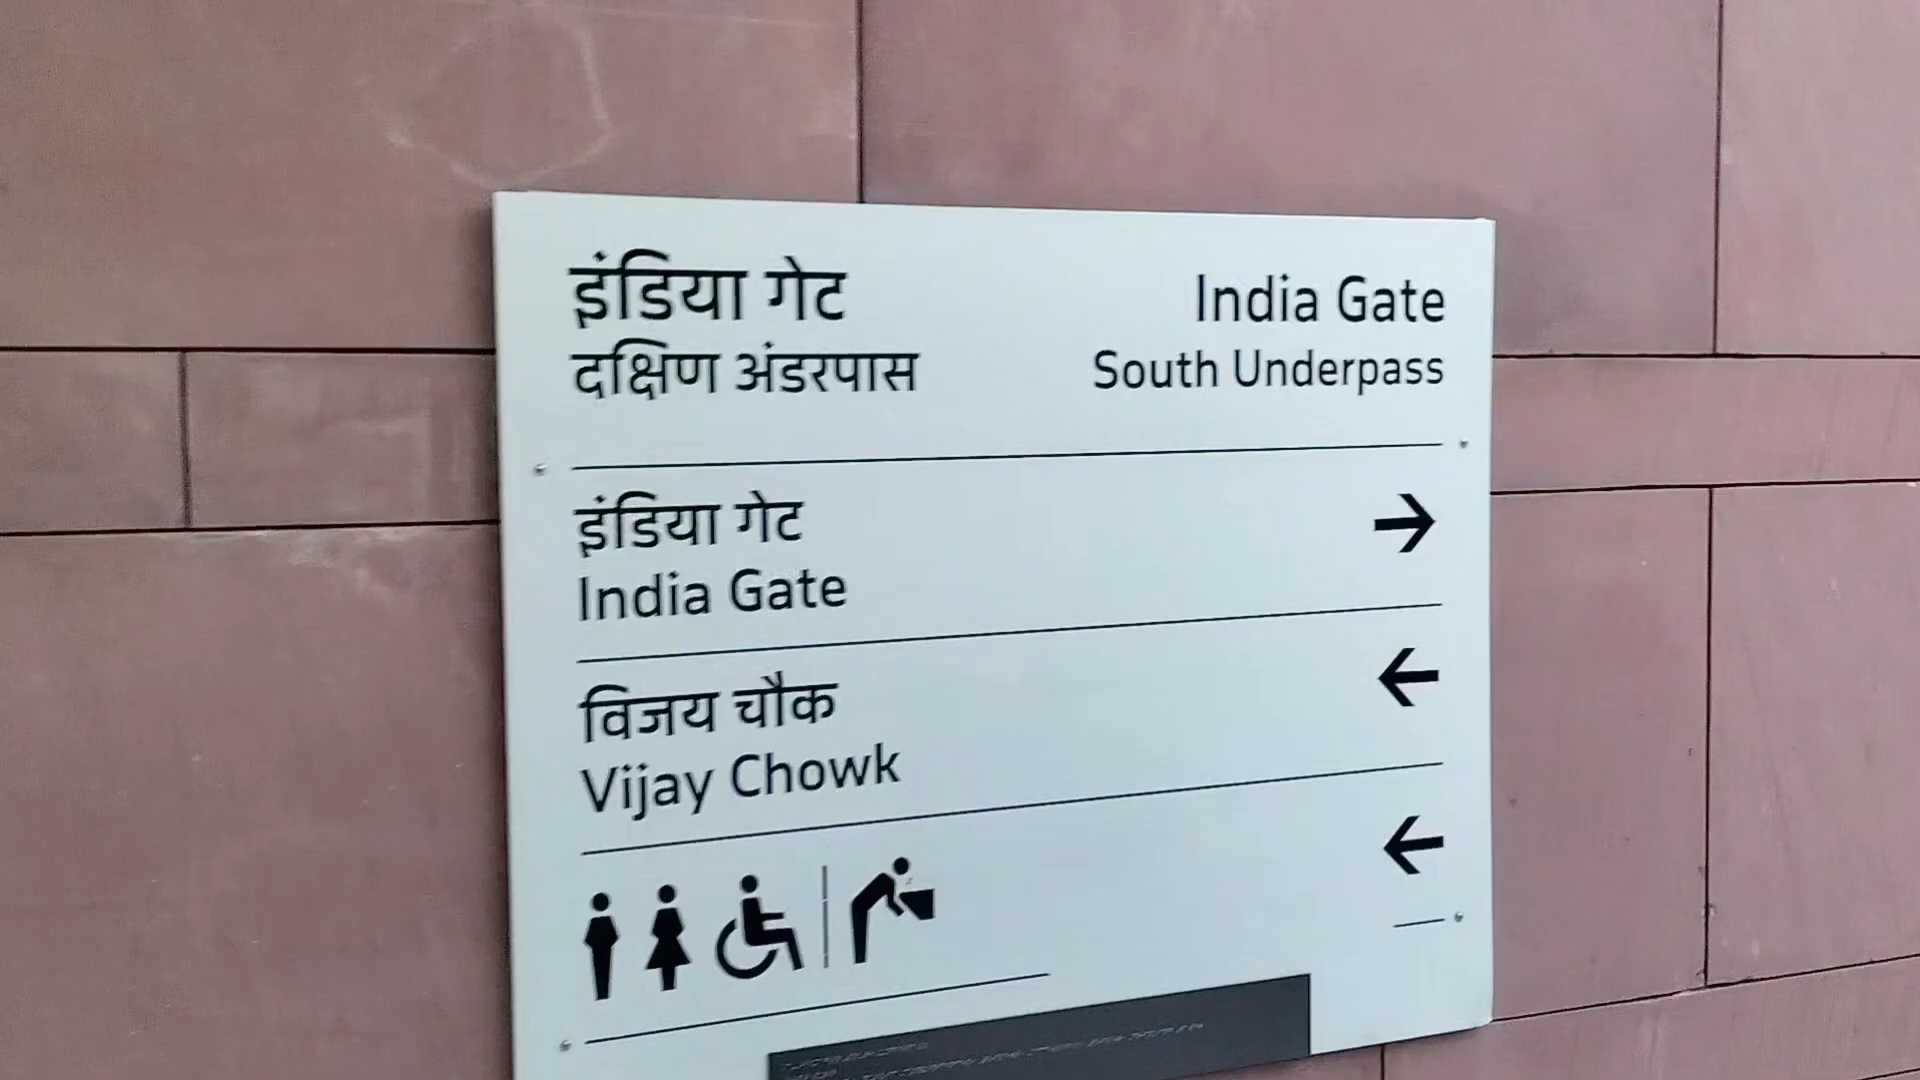 इंडिया गेट
दक्षिण अंडरपास
India Gate
South Underpass
इंडिया गेट
India Gate
विजय चौक
Vijay Chowk